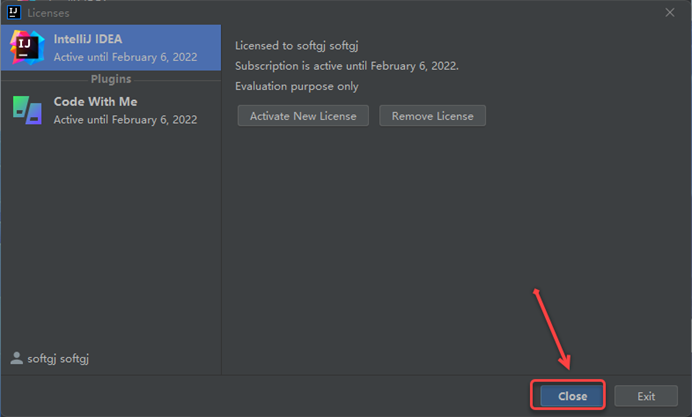 Licenses
IntelliJ IDEA
Active until February 6, 2022
Plugins
Code With Me
Active until February 6, 2022
softgj softgj
Licensed to softgj softgj
Subscription is active until February 6, 2022.
Evaluation purpose only
Activate New License
Remove License
Close
Exit